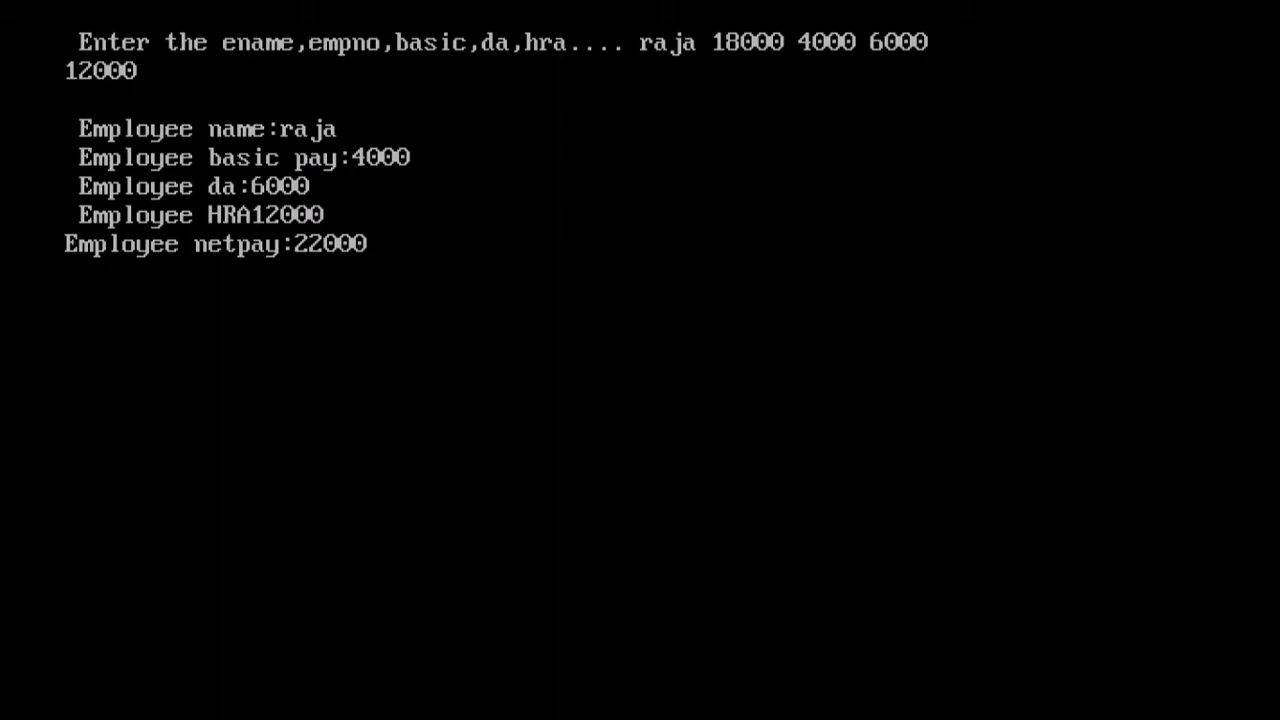 Enter the ename,empno,basic,da,hra.... raja 18000 4000 6000
12000
Employee name:raja
Employee basic pay:4000
Employee da:6000
Employee HRA12000
Employee netpay:22000